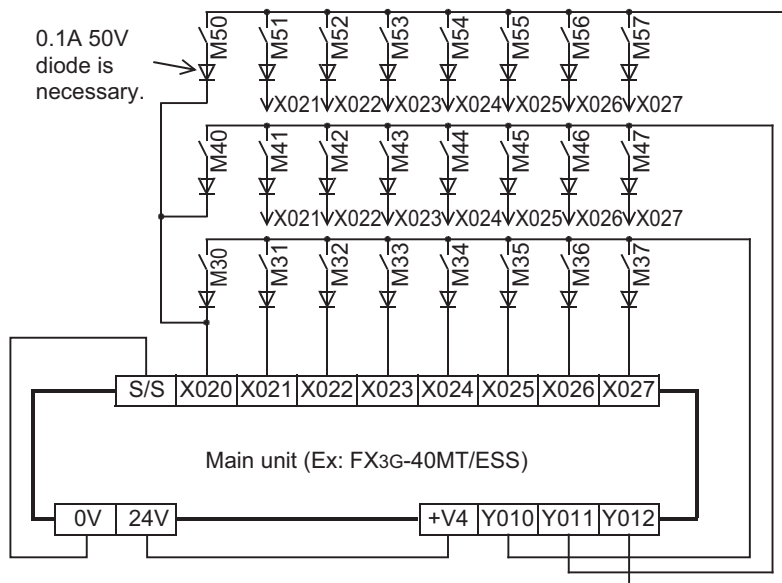 M50 M51 M52 M53 M54 M55 M56 M57
0.1A 50V
diode is
necessary.
X021 X022 X023 X024 X025 X026 X027
M40 M41 M42 M43 M44 M45 M46 M47
X021 X022 X023 X024 X025 X026 X027
M30 M31 M32 M33 M34 M35 M36 M37
S/S X020 X021 X022 X023 X024 X025 X026 X027
Main unit (Ex: FX3G-40MT/ESS)
0V 24V +V4 Y010 Y011 Y012